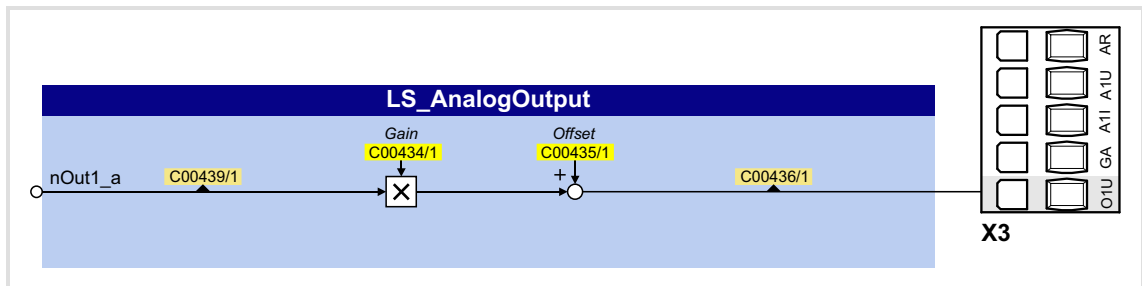 LS_AnalogOutput
Gain
C00434/1
Offset
C00435/1
nOut1_a
C00439/1
+
C00436/1
AR
A1U
A1I
GA
O1U
X3